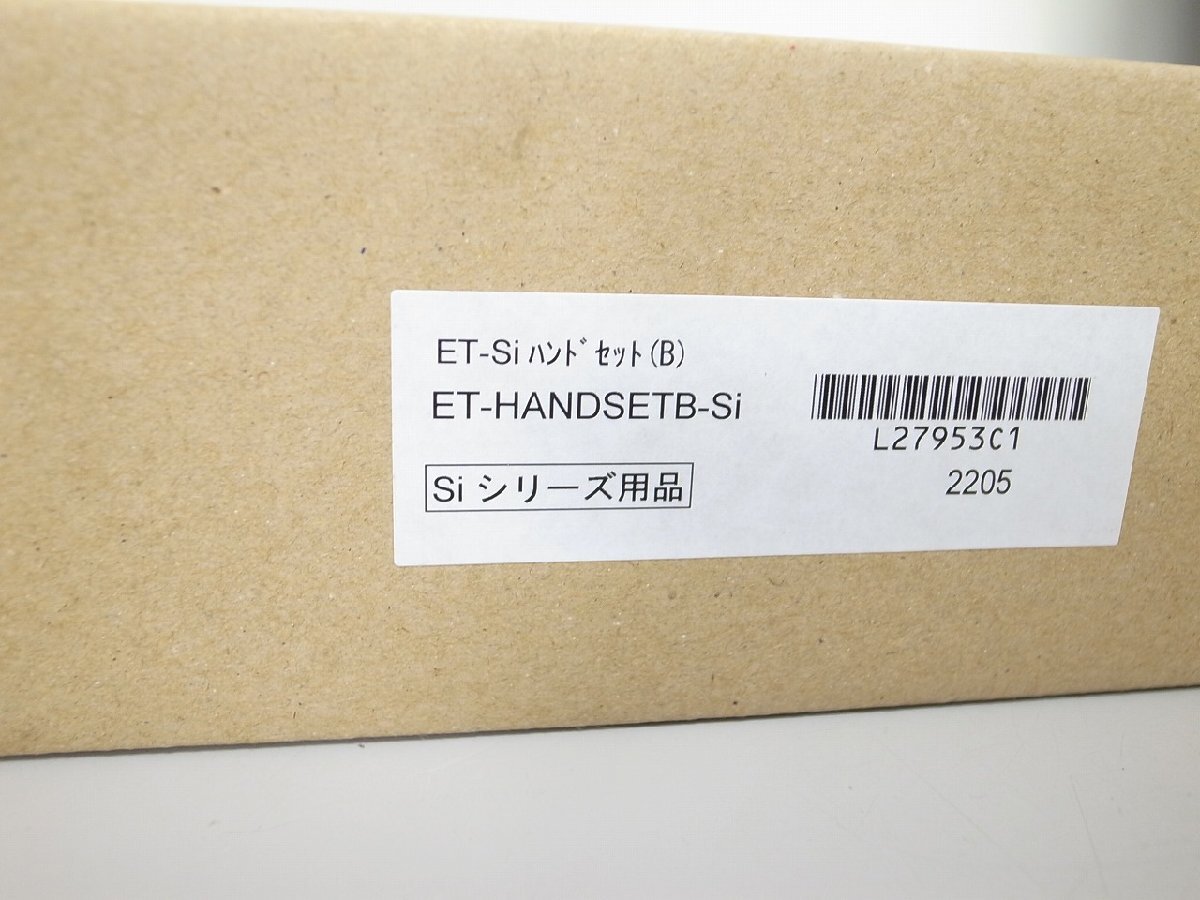 ET-Si ﾊﾝﾄﾞｾｯﾄ(B)
ET-HANDSETB-Si
L27953C1
Si シリーズ用品
2205